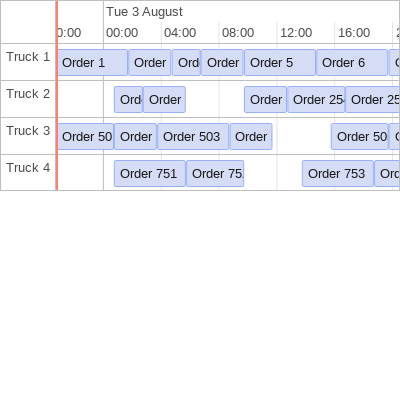 Tue 3 August
0:00 00:00 04:00 08:00 12:00 16:00 2
Truck 1 Order 1 Order Ord Order Order 5 Order 6
Truck 2 Ord Order Order Order 254 Order 25
Truck 3 Order 50 Order Order 503 Order Order 50
Truck 4 Order 751 Order 75 Order 753 Ord